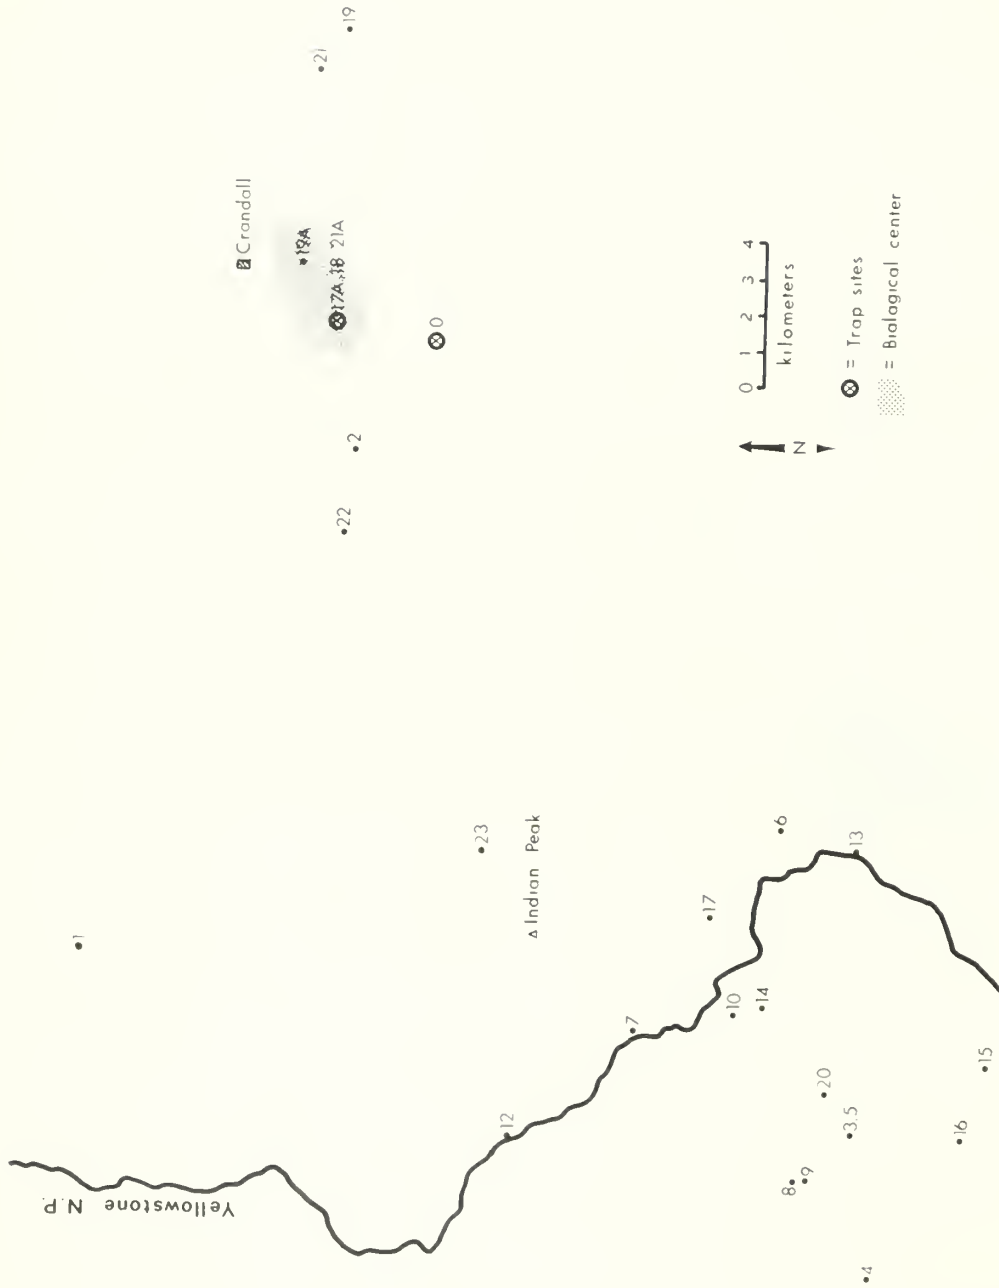 Yellowstone N.P.
1
Crandall
19A
21
17A,18 21A
22
19
2
0
23
12
Indian Peak
7
17
10
0 1 2 3 4
14
6
kilometers
8
N
9
20
3.5
13
= Trap sites
4
= Bialagical center
16
15